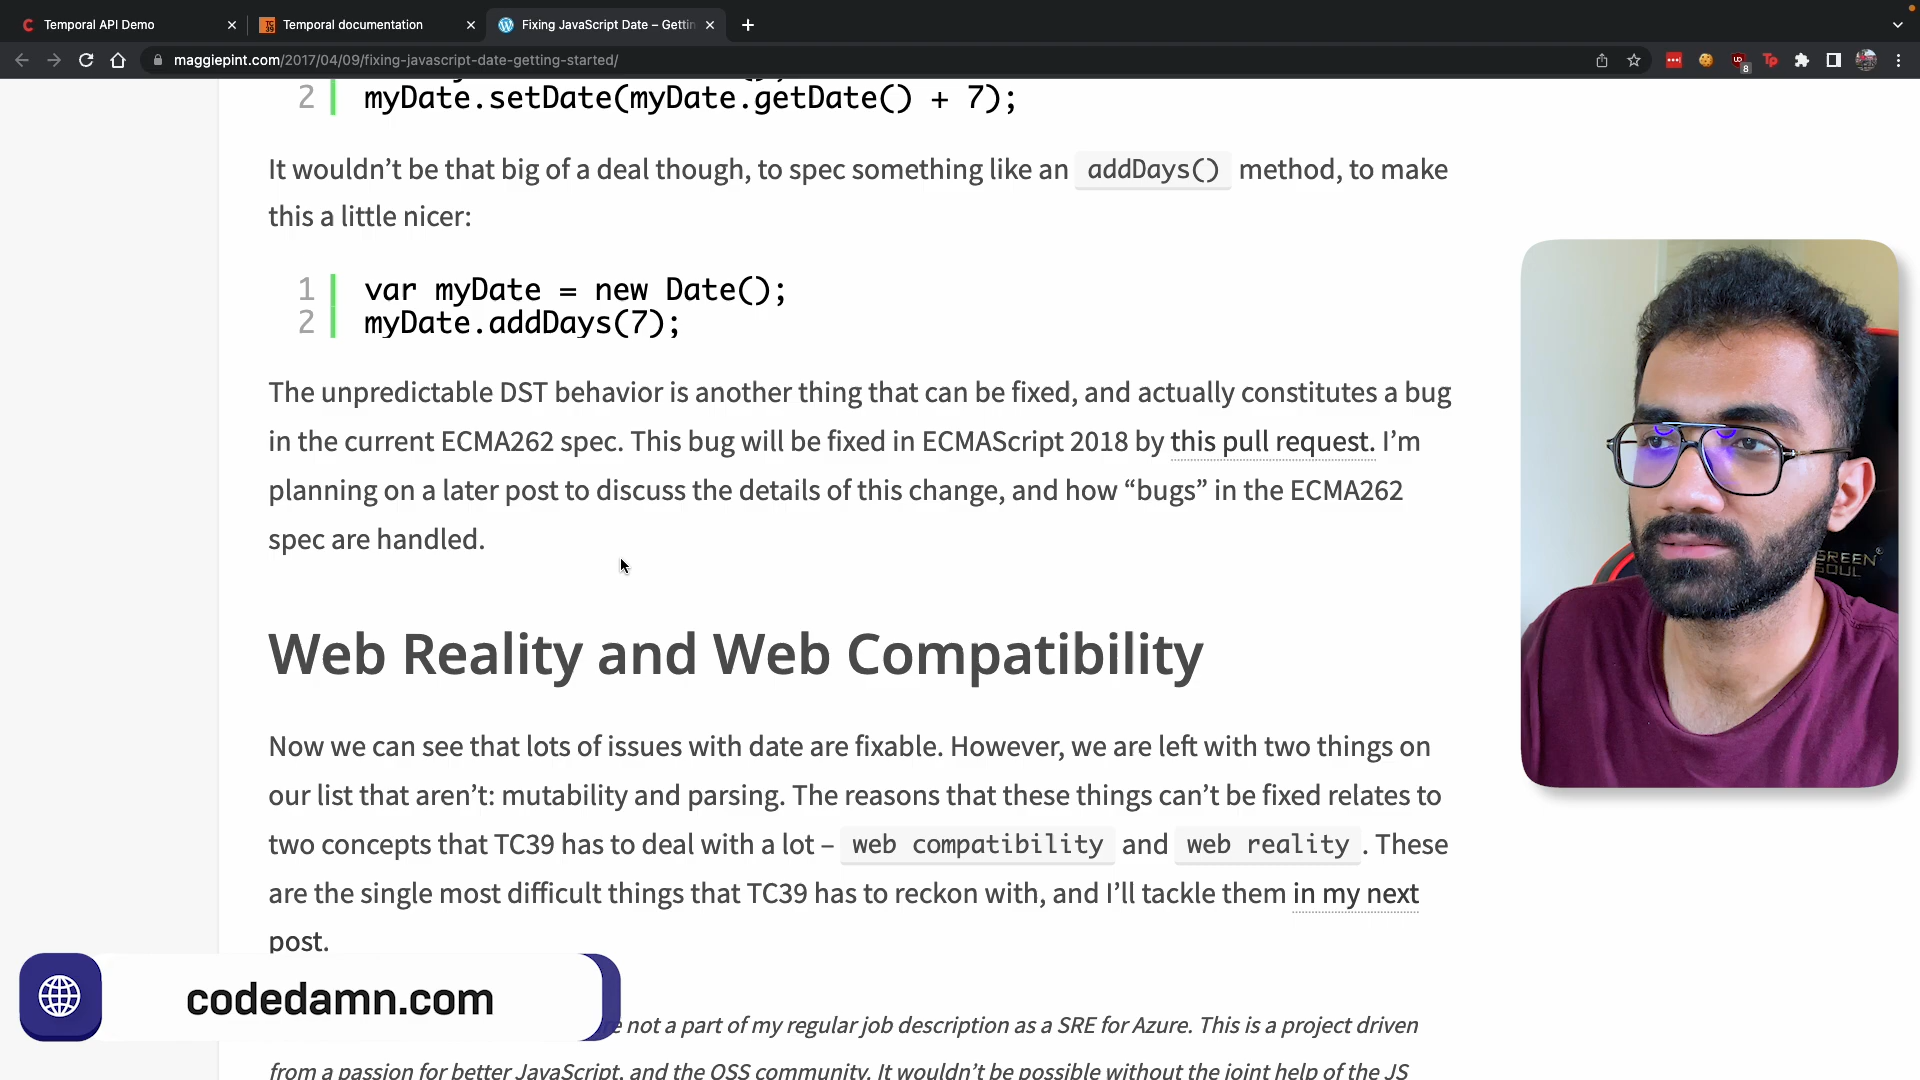 Temporal API Demo
Temporal documentation
Fixing JavaScript Date – Gettin
maggiepint.com/2017/04/09/fixing-javascript-date-getting-started/
8
2 myDate.setDate(myDate.getDate() + 7);
It wouldn’t be that big of a deal though, to spec something like an addDays() method, to make
this a little nicer:
1 var myDate = new Date();
2 myDate.addDays(7);
The unpredictable DST behavior is another thing that can be fixed, and actually constitutes a bug
in the current ECMA262 spec. This bug will be fixed in ECMAScript 2018 by this pull request. I’m
planning on a later post to discuss the details of this change, and how “bugs” in the ECMA262
spec are handled.
GREEN
SOUL
Web Reality and Web Compatibility
Now we can see that lots of issues with date are fixable. However, we are left with two things on
our list that aren’t: mutability and parsing. The reasons that these things can’t be fixed relates to
two concepts that TC39 has to deal with a lot – web compatibility and web reality. These
are the single most difficult things that TC39 has to reckon with, and I’ll tackle them in my next
post.
codedamn.com
not a part of my regular job description as a SRE for Azure. This is a project driven
from a passion for better JavaScript, and the OSS community. It wouldn’t be possible without the joint help of the JS